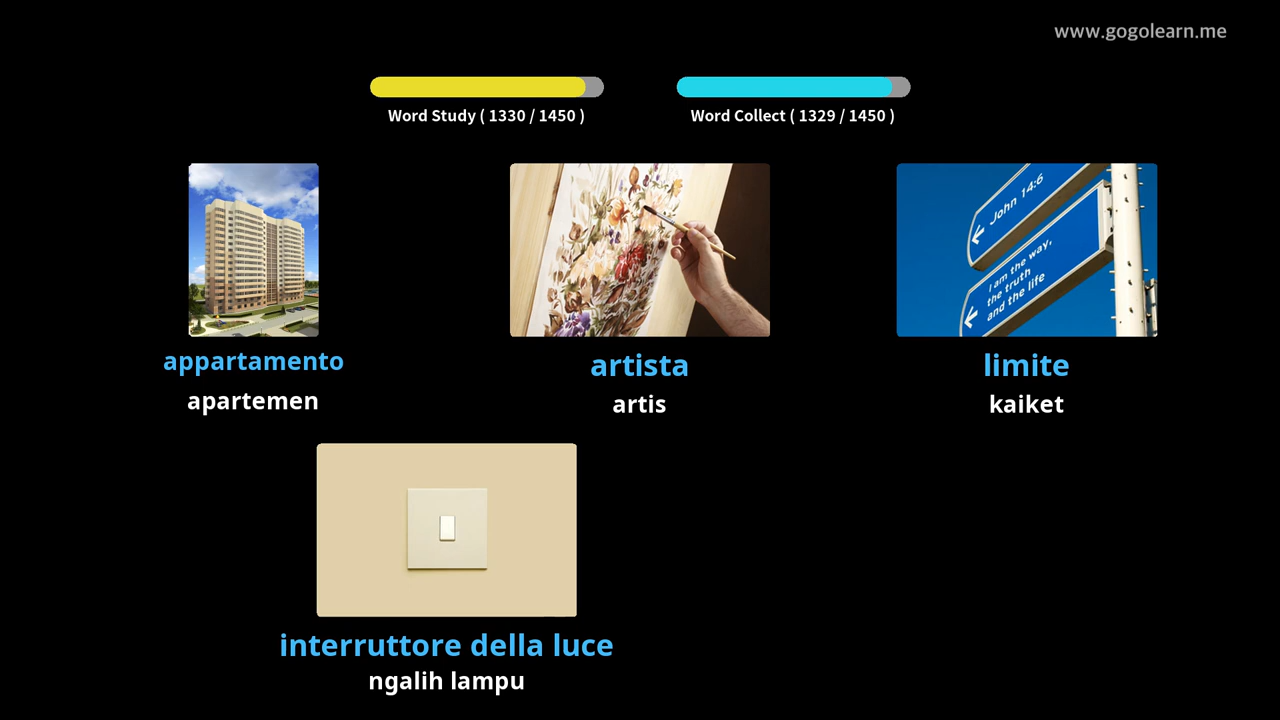 www.gogolearn.me
Word Study ( 1330 / 1450 )
Word Collect ( 1329 / 1450 )
John 14:6
I am the way,
the truth
and the life
appartamento
artista
limite
apartemen
artis
kaiket
interruttore della luce
ngalih lampu